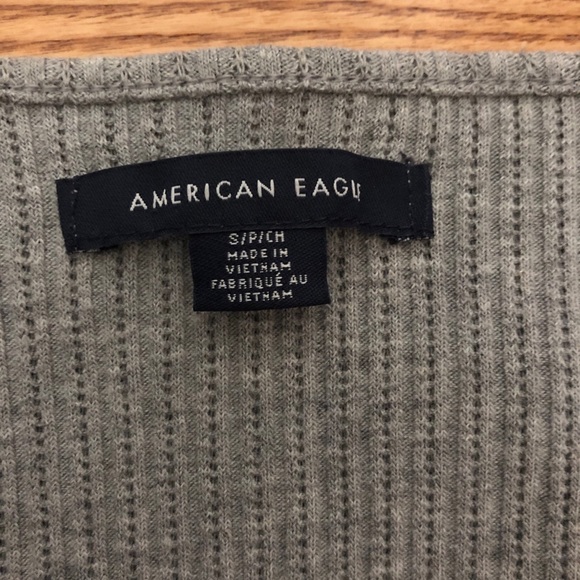 AMERICAN EAGLE
S/P/CH
MADE IN
VIETNAM
FABRIQUÉ AU
VIETNAM